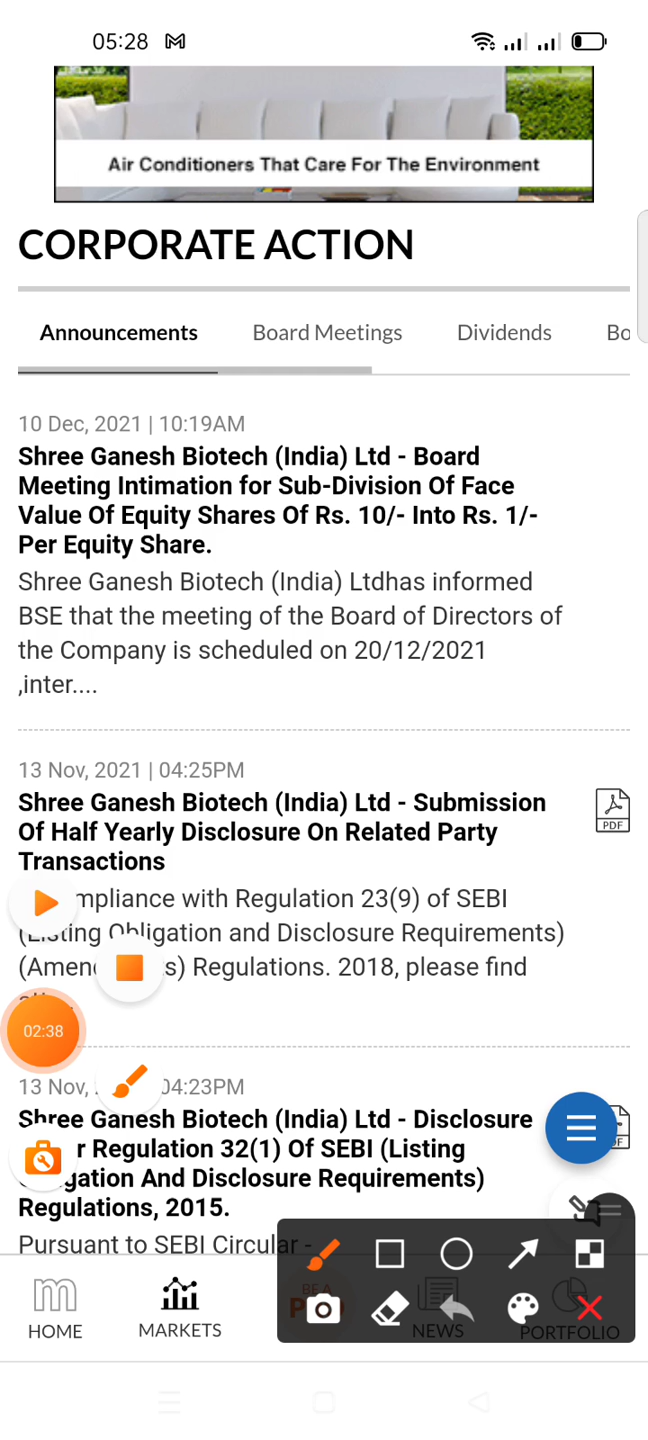 05:28
Air Conditioners That Care For The Environment
CORPORATE ACTION
Announcements Board Meetings Dividends Bo
10 Dec, 2021 | 10:19AM
Shree Ganesh Biotech (India) Ltd - Board
Meeting Intimation for Sub-Division Of Face
Value Of Equity Shares Of Rs. 10/- Into Rs. 1/-
Per Equity Share.
Shree Ganesh Biotech (India) Ltdhas informed
BSE that the meeting of the Board of Directors of
the Company is scheduled on 20/12/2021
,inter....
13 Nov, 2021 | 04:25PM
Shree Ganesh Biotech (India) Ltd - Submission
Of Half Yearly Disclosure On Related Party
Transactions
PDF
mpliance with Regulation 23(9) of SEBI
(Listing Obligation and Disclosure Requirements)
(Amen s) Regulations. 2018, please find
02:38
13 Nov, 04:23PM
Shree Ganesh Biotech (India) Ltd - Disclosure
r Regulation 32(1) Of SEBI (Listing
gation And Disclosure Requirements)
Regulations, 2015.
Pursuant to SEBI Circular -
HOME MARKETS NEWS PORTFOLIO